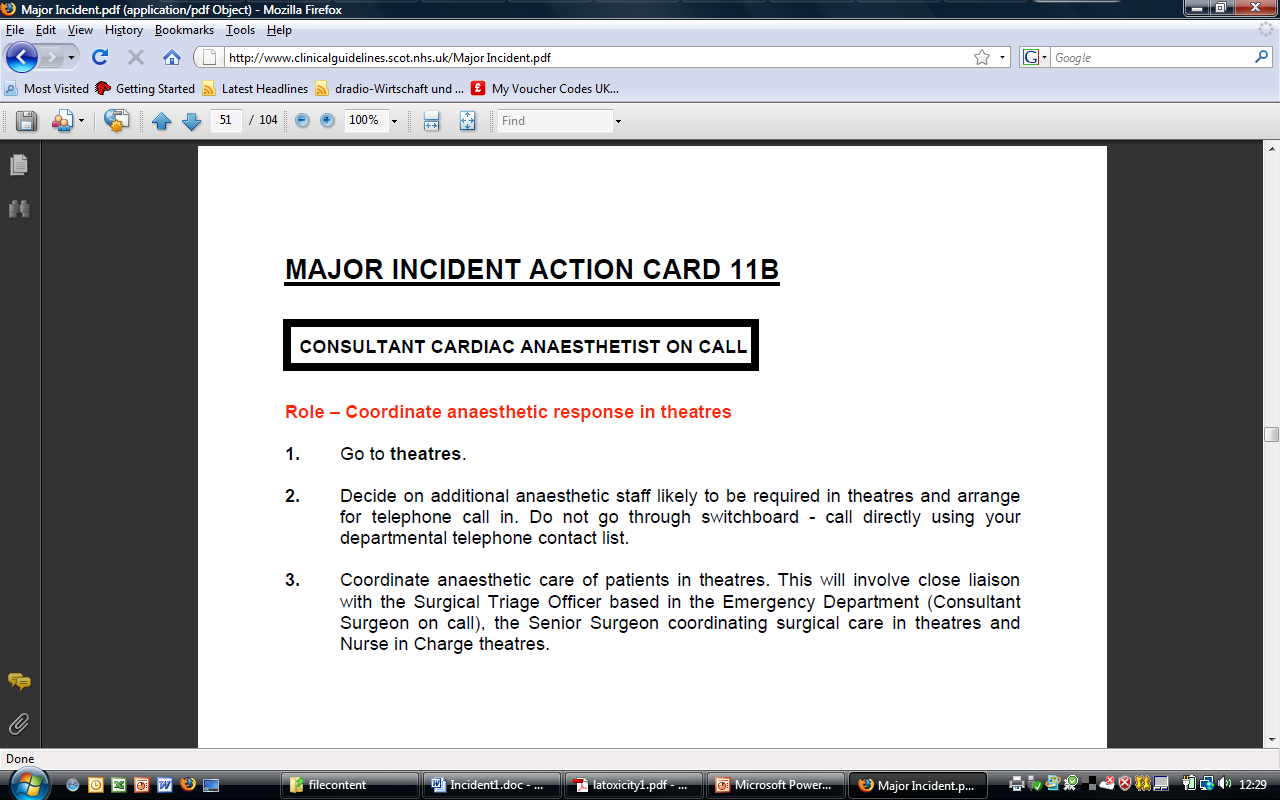 Major Incident.pdf (application/pdf Object) - Mozilla Firefox
File Edit View History Bookmarks Tools Help
http://www.clinicalguidelines.scot.nhs.uk/Major Incident.pdf
Google
Most Visited Getting Started Latest Headlines dradio-Wirtschaft und ... My Voucher Codes UK...
51 / 104 100% Find
MAJOR INCIDENT ACTION CARD 11B
CONSULTANT CARDIAC ANAESTHETIST ON CALL
Role – Coordinate anaesthetic response in theatres
1. Go to theatres.
2. Decide on additional anaesthetic staff likely to be required in theatres and arrange
for telephone call in. Do not go through switchboard - call directly using your
departmental telephone contact list.
3. Coordinate anaesthetic care of patients in theatres. This will involve close liaison
with the Surgical Triage Officer based in the Emergency Department (Consultant
Surgeon on call), the Senior Surgeon coordinating surgical care in theatres and
Nurse in Charge theatres.
Done
filecontent Incident1.doc - ... latoxicity1.pdf - ... Microsoft Power... Major Incident.p... 12:29